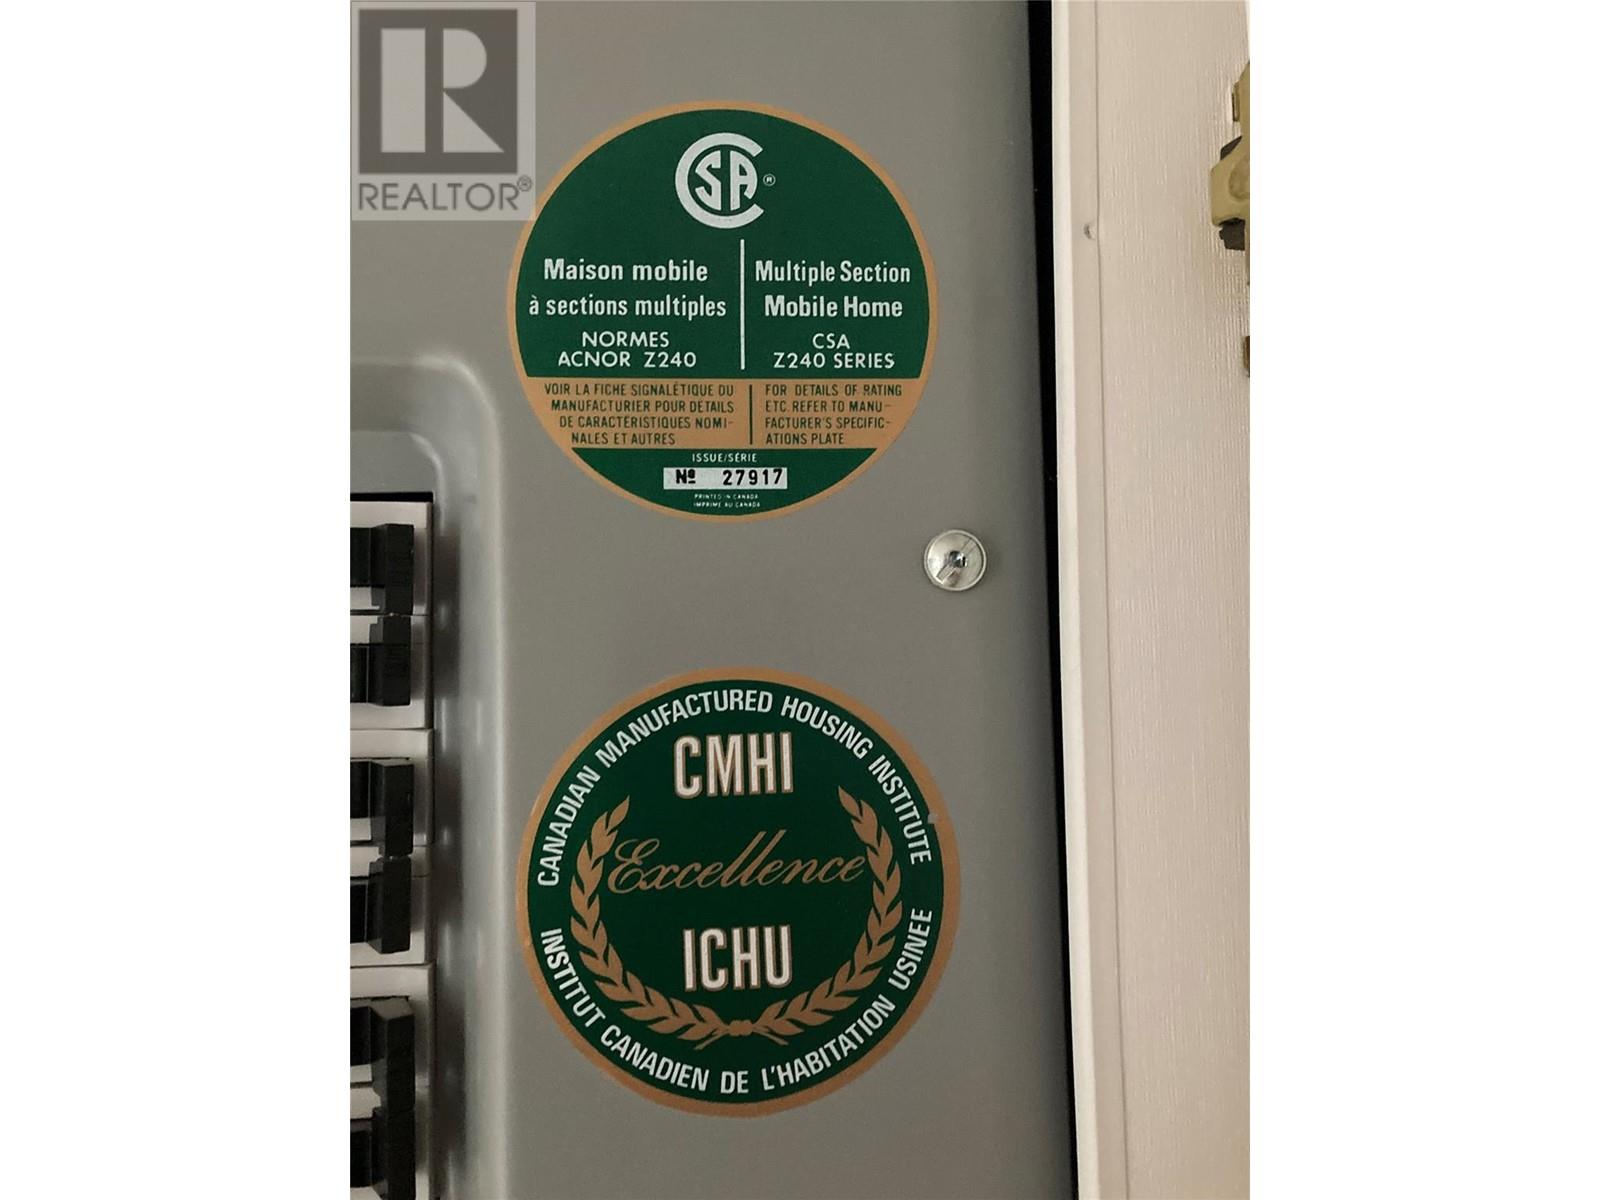 REALTOR®
CSA®
Maison mobile
à sections multiples
NORMES
ACNOR Z240
Multiple Section
Mobile Home
CSA
Z240 SERIES
VOIR LA FICHE SIGNALÉTIQUE DU
MANUFACTURIER POUR DETAILS
DE CARACTÉRISTIQUES NOMI-
NALES ET AUTRES
FOR DETAILS OF RATING
ETC. REFER TO MANU-
FACTURER'S SPECIFIC-
ATIONS PLATE
ISSUE/SÉRIE
Nº 27917
PRINTED IN CANADA
IMPRIME AU CANADA
CANADIAN MANUFACTURED HOUSING INSTITUTE
CMHI
Excellence
ICHU
INSTITUT CANADIEN DE L'HABITATION USINEE